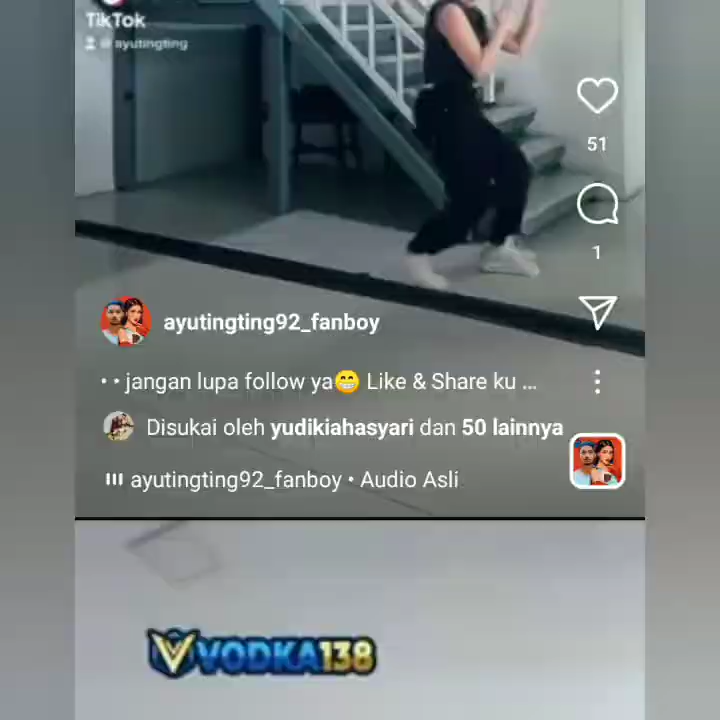 TikTok
@ayutingting
51
1
ayutingting92_fanboy
• • jangan lupa follow ya😁 Like & Share ku ...
Disukai oleh yudikiahasyari dan 50 lainnya
ayutingting92_fanboy • Audio Asli
VODKA138